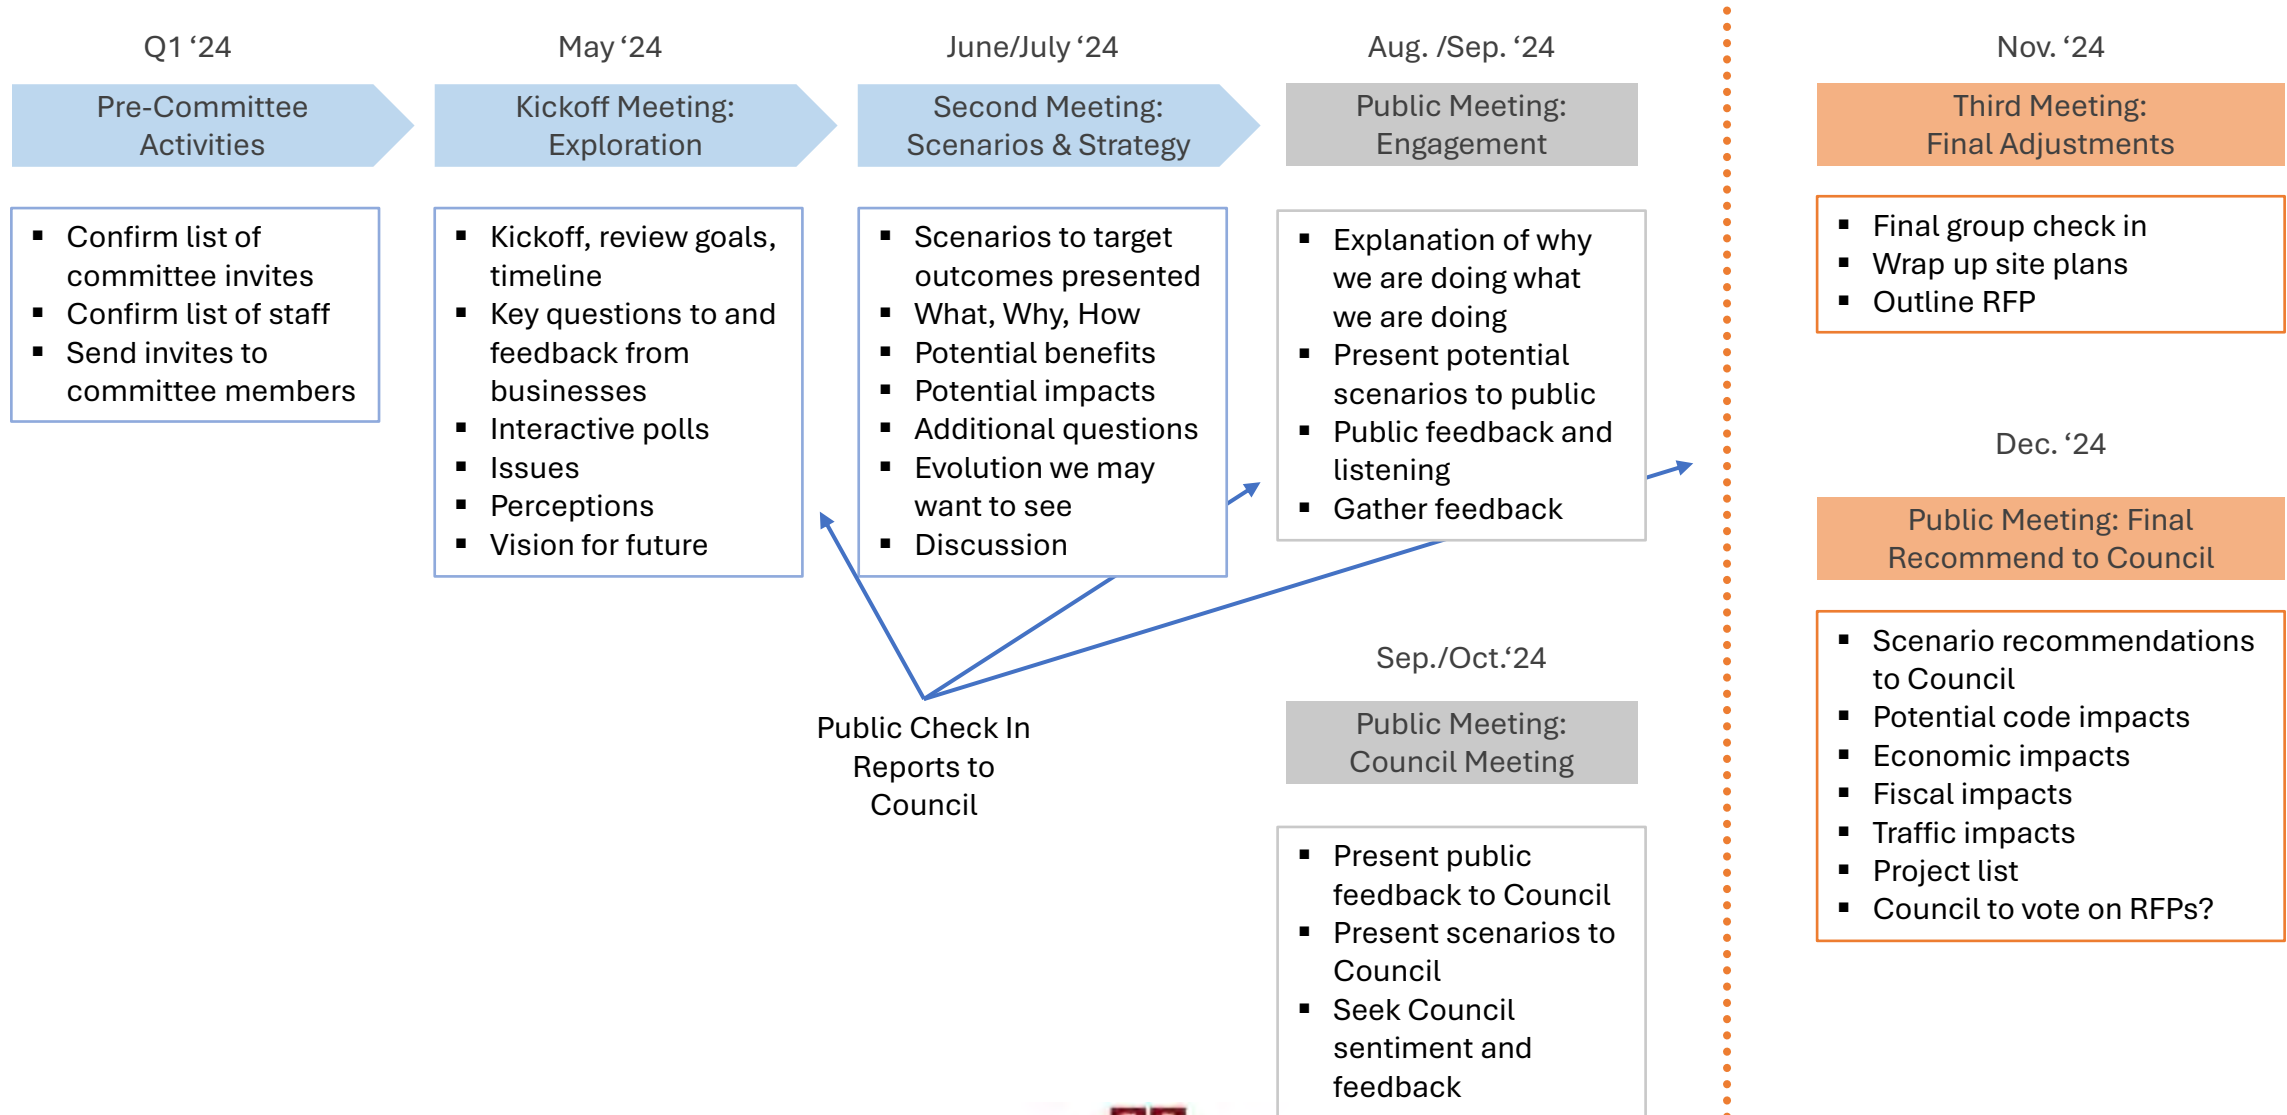 Q1 ‘24
Pre-Committee
Activities
▪ Confirm list of
committee invites
▪ Confirm list of staff
▪ Send invites to
committee members
May ‘24
Kickoff Meeting:
Exploration
▪ Kickoff, review goals,
timeline
▪ Key questions to and
feedback from
businesses
▪ Interactive polls
▪ Issues
▪ Perceptions
▪ Vision for future
June/July ‘24
Second Meeting:
Scenarios & Strategy
▪ Scenarios to target
outcomes presented
▪ What, Why, How
▪ Potential benefits
▪ Potential impacts
▪ Additional questions
▪ Evolution we may
want to see
▪ Discussion
Public Check In
Reports to
Council
Aug. /Sep. ‘24
Public Meeting:
Engagement
▪ Explanation of why
we are doing what
we are doing
▪ Present potential
scenarios to public
▪ Public feedback and
listening
▪ Gather feedback
Sep./Oct.‘24
Public Meeting:
Council Meeting
▪ Present public
feedback to Council
▪ Present scenarios to
Council
▪ Seek Council
sentiment and
feedback
Nov. ‘24
Third Meeting:
Final Adjustments
▪ Final group check in
▪ Wrap up site plans
▪ Outline RFP
Dec. ‘24
Public Meeting: Final
Recommend to Council
▪ Scenario recommendations
to Council
▪ Potential code impacts
▪ Economic impacts
▪ Fiscal impacts
▪ Traffic impacts
▪ Project list
▪ Council to vote on RFPs?